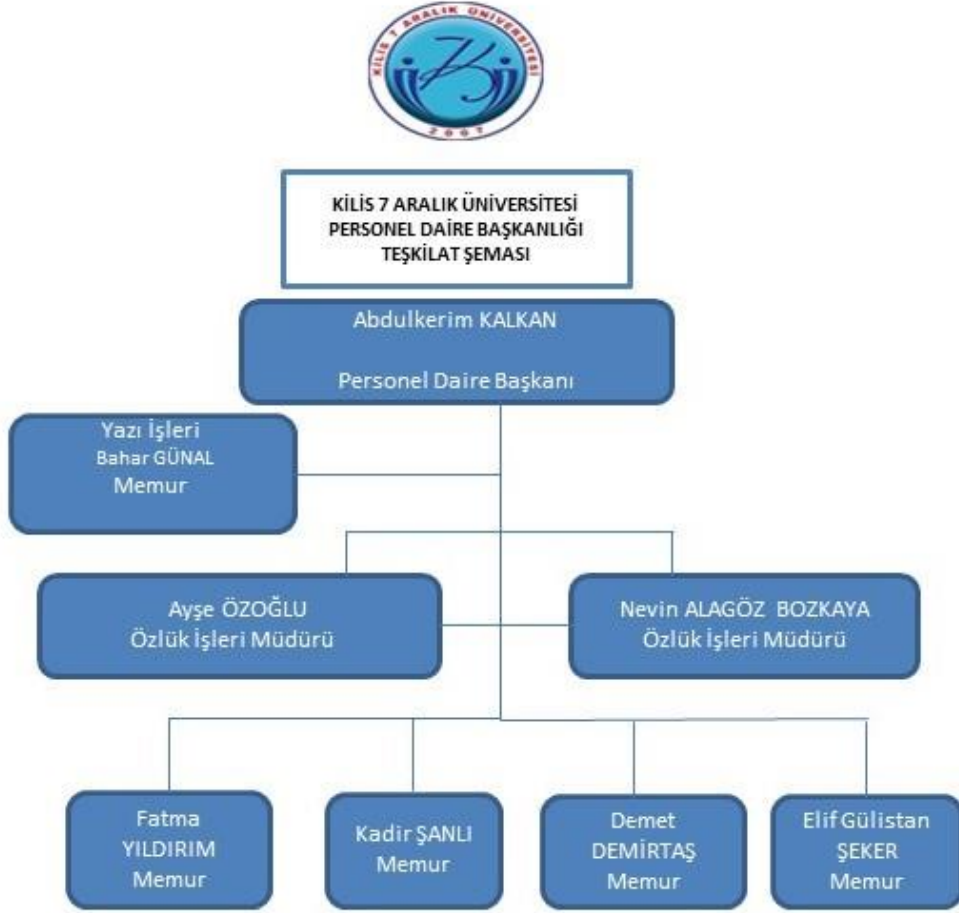 KİLİS 7 ARALIK ÜNİVERSİTESİ
2007
KİLİS 7 ARALIK ÜNİVERSİTESİ
PERSONEL DAİRE BAŞKANLIĞI
TEŞKİLAT ŞEMASI
Abdulkerim KALKAN
Personel Daire Başkanı
Yazı İşleri
Bahar GÜNAL
Memur
Ayşe ÖZOĞLU
Özlük İşleri Müdürü
Nevin ALAGÖZ BOZKAYA
Özlük İşleri Müdürü
Fatma
YILDIRIM
Memur
Kadir ŞANLI
Memur
Demet
DEMİRTAŞ
Memur
Elif Gülistan
ŞEKER
Memur